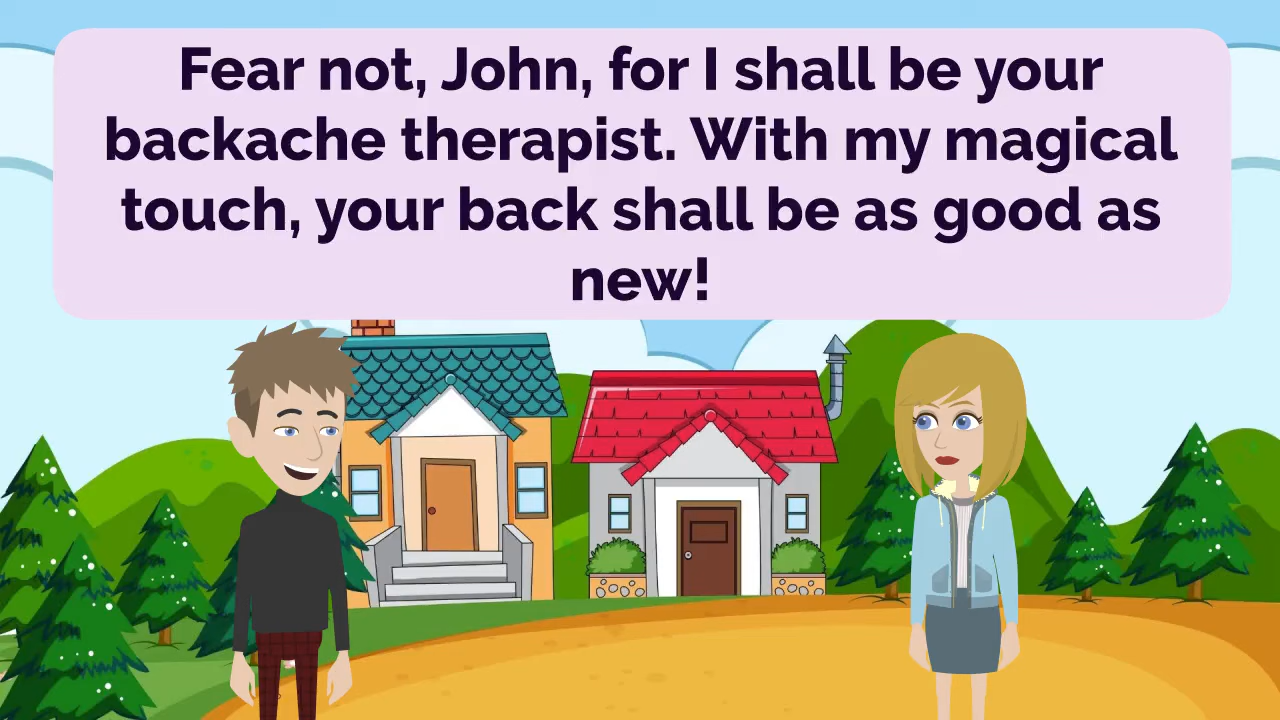 Fear not, John, for I shall be your
backache therapist. With my magical
touch, your back shall be as good as
new!